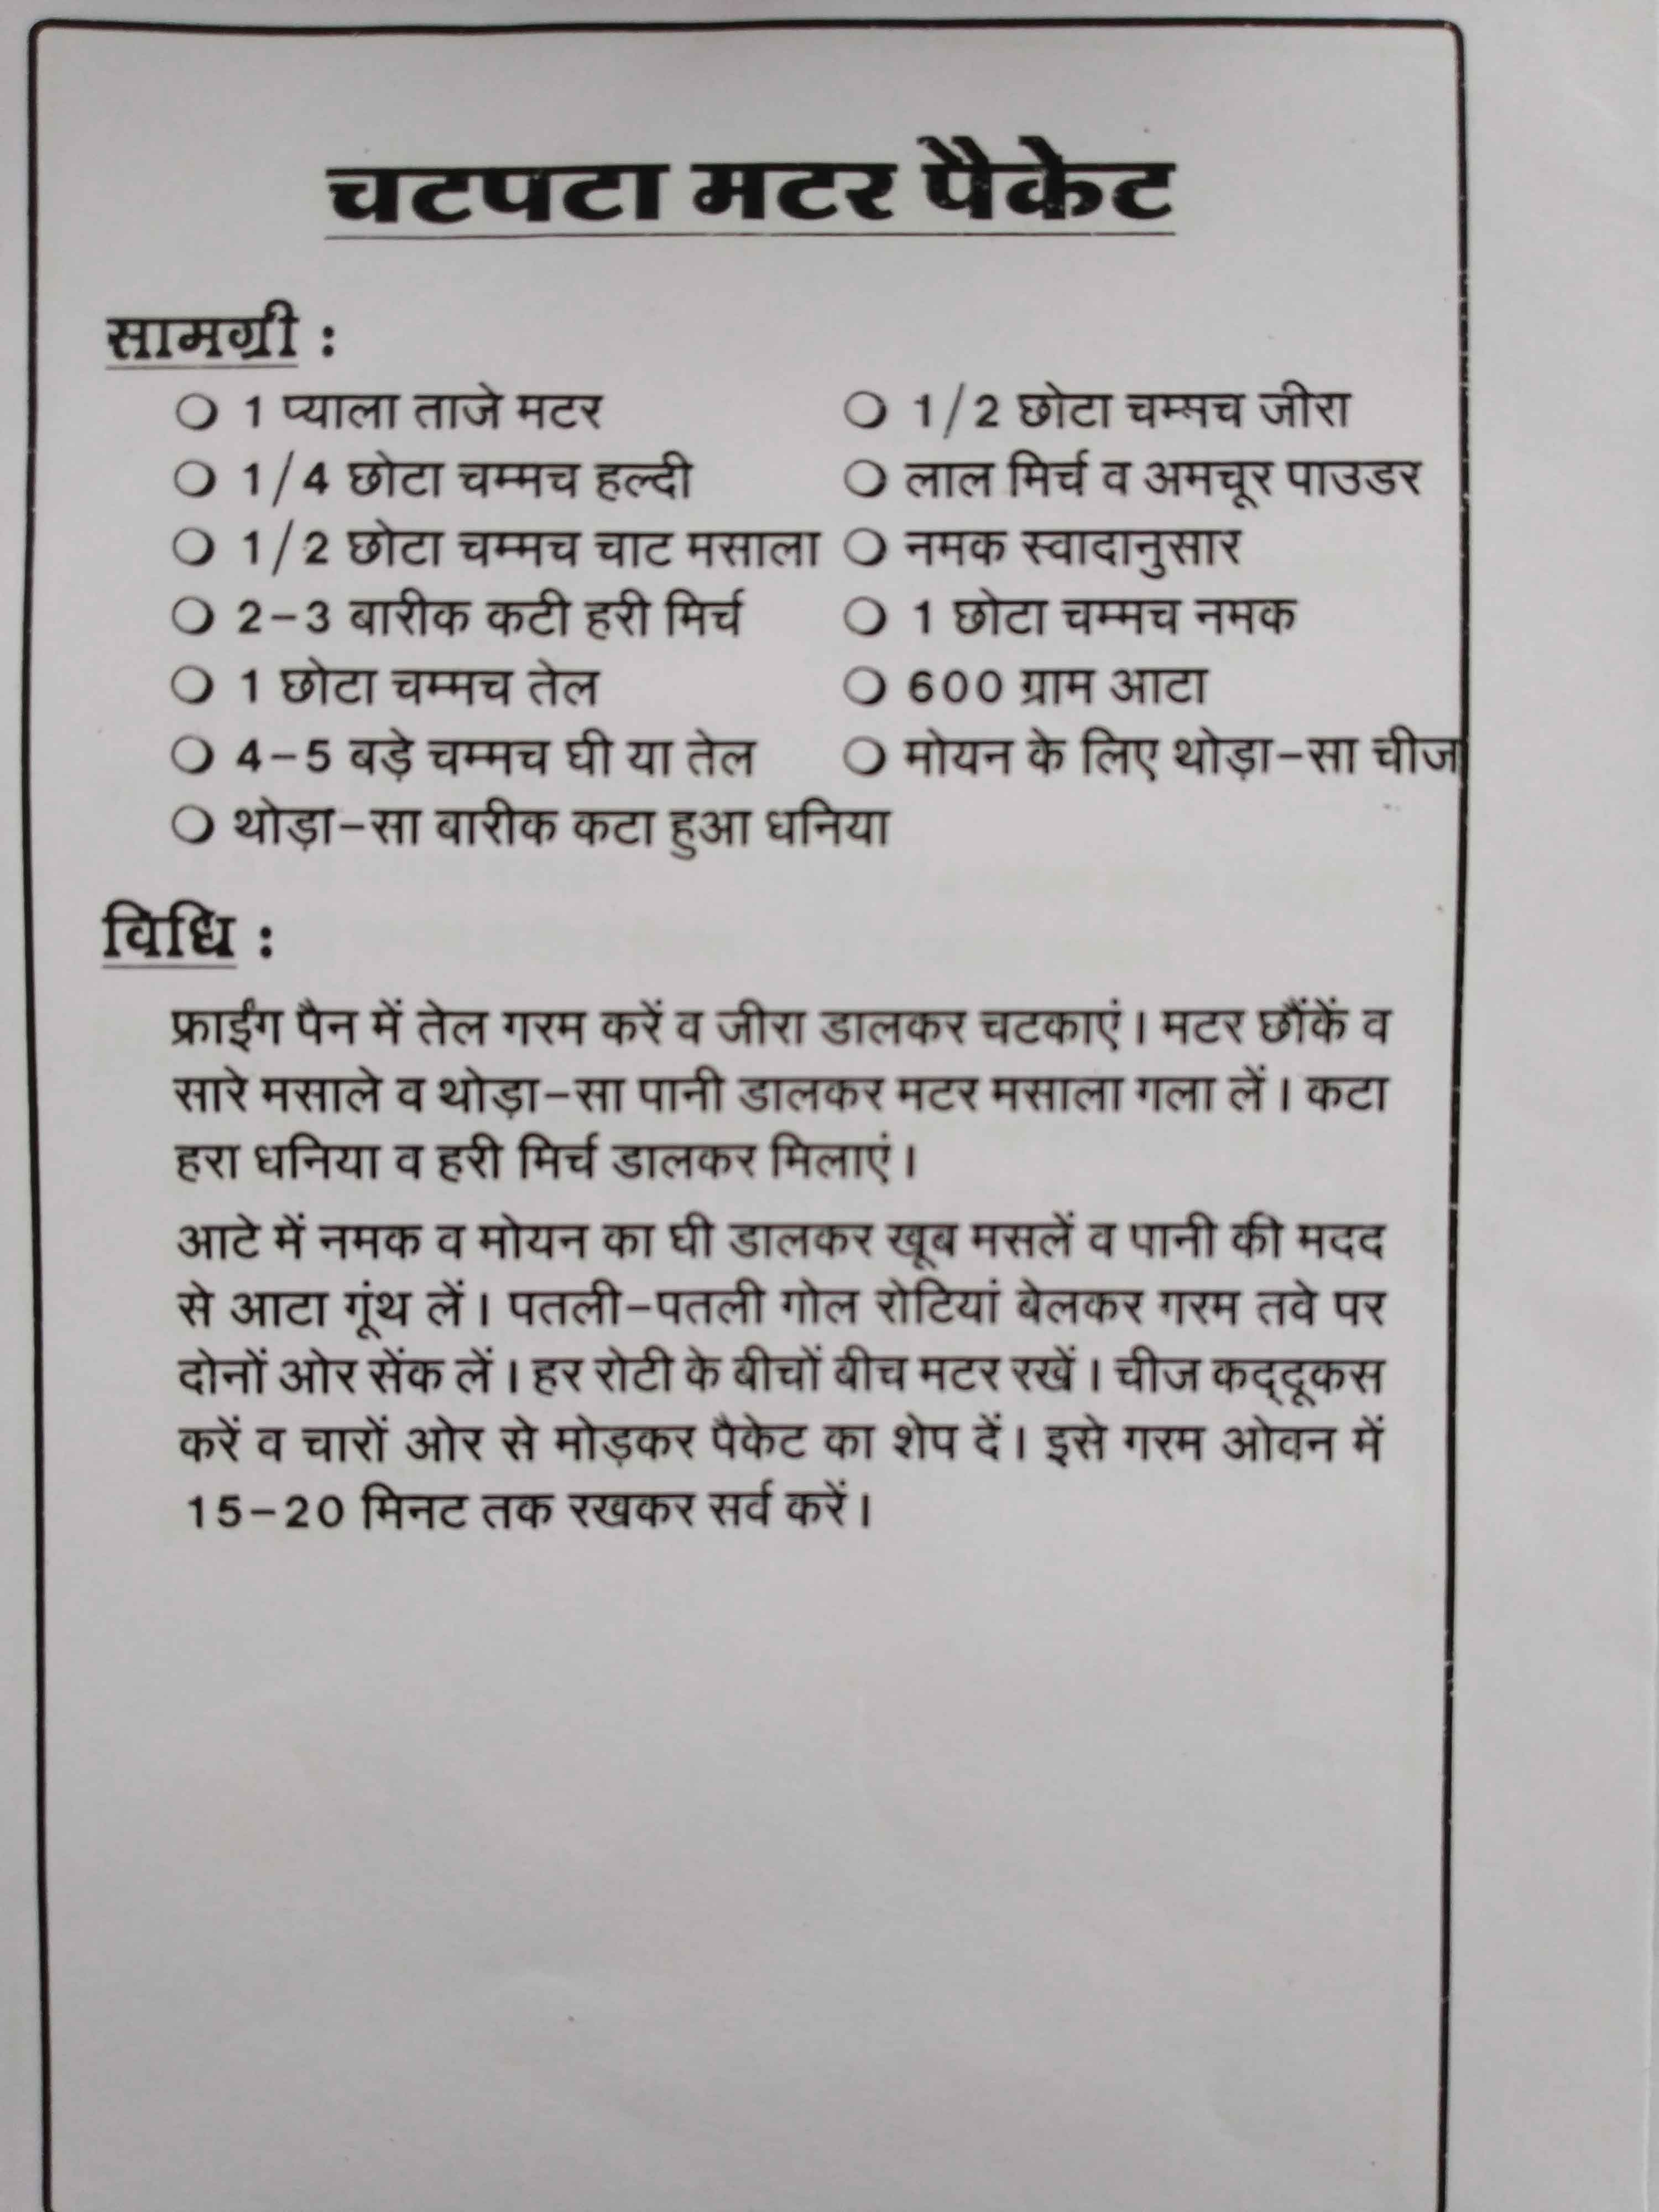 चटपटा मटर पैकेट
सामग्री :
○ 1 प्याला ताजे मटर ○ 1/2 छोटा चम्मच जीरा
○ 1/4 छोटा चम्मच हल्दी ○ लाल मिर्च व अमचूर पाउडर
○ 1/2 छोटा चम्मच चाट मसाला ○ नमक स्वादानुसार
○ 2-3 बारीक कटी हरी मिर्च ○ 1 छोटा चम्मच नमक
○ 1 छोटा चम्मच तेल ○ 600 ग्राम आटा
○ 4-5 बड़े चम्मच घी या तेल ○ मोयन के लिए थोड़ा-सा चीज
○ थोड़ा-सा बारीक कटा हुआ धनिया
विधि :
फ्राईंग पैन में तेल गरम करें व जीरा डालकर चटकाएं। मटर छौंकें व
सारे मसाले व थोड़ा-सा पानी डालकर मटर मसाला गला लें। कटा
हरा धनिया व हरी मिर्च डालकर मिलाएं।
आटे में नमक व मोयन का घी डालकर खूब मसलें व पानी की मदद
से आटा गूंथ लें। पतली-पतली गोल रोटियां बेलकर गरम तवे पर
दोनों ओर सेंक लें। हर रोटी के बीचों बीच मटर रखें। चीज कद्‌दूकस
करें व चारों ओर से मोड़कर पैकेट का शेप दें। इसे गरम ओवन में
15-20 मिनट तक रखकर सर्व करें।